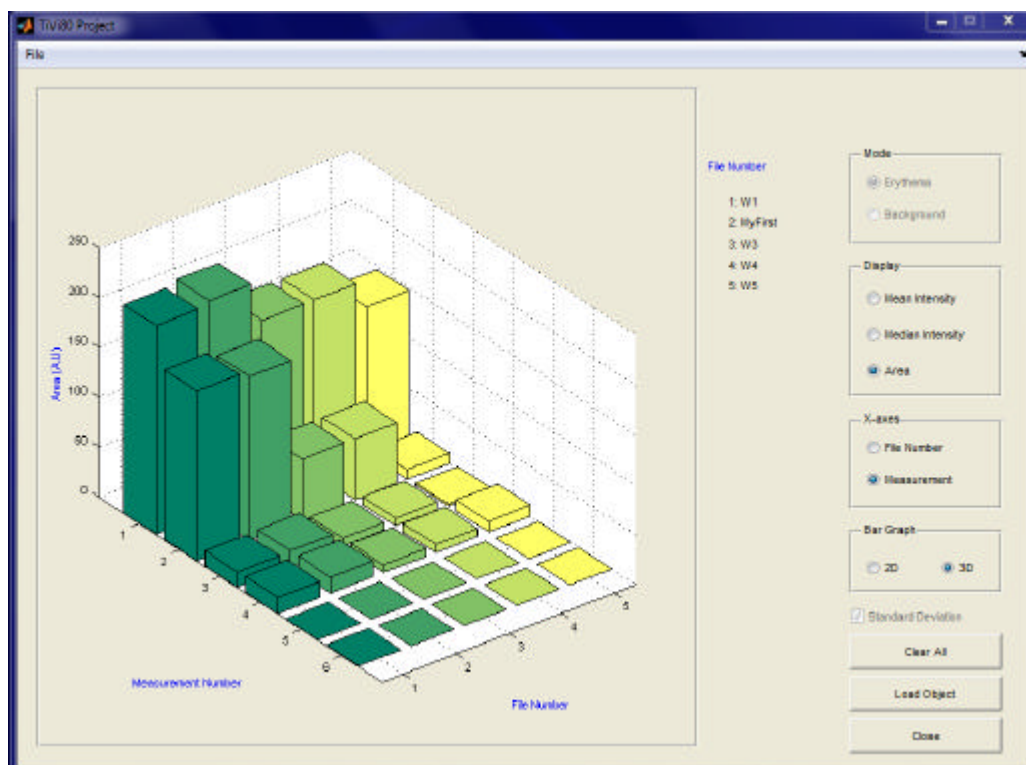 TiVi80 Project
File
250
200
150
100
50
0
Area (A.U)
1
2
3
4
5
6
Measurement Number
1
2
3
4
5
File Number
File Number
1: W1
2: MyFirst
3: W3
4: W4
5: W5
Mode
Erythema
Background
Display
Mean Intensity
Median Intensity
Area
X-axes
File Number
Measurement
Bar Graph
2D
3D
Standard Deviation
Clear All
Load Object
Close